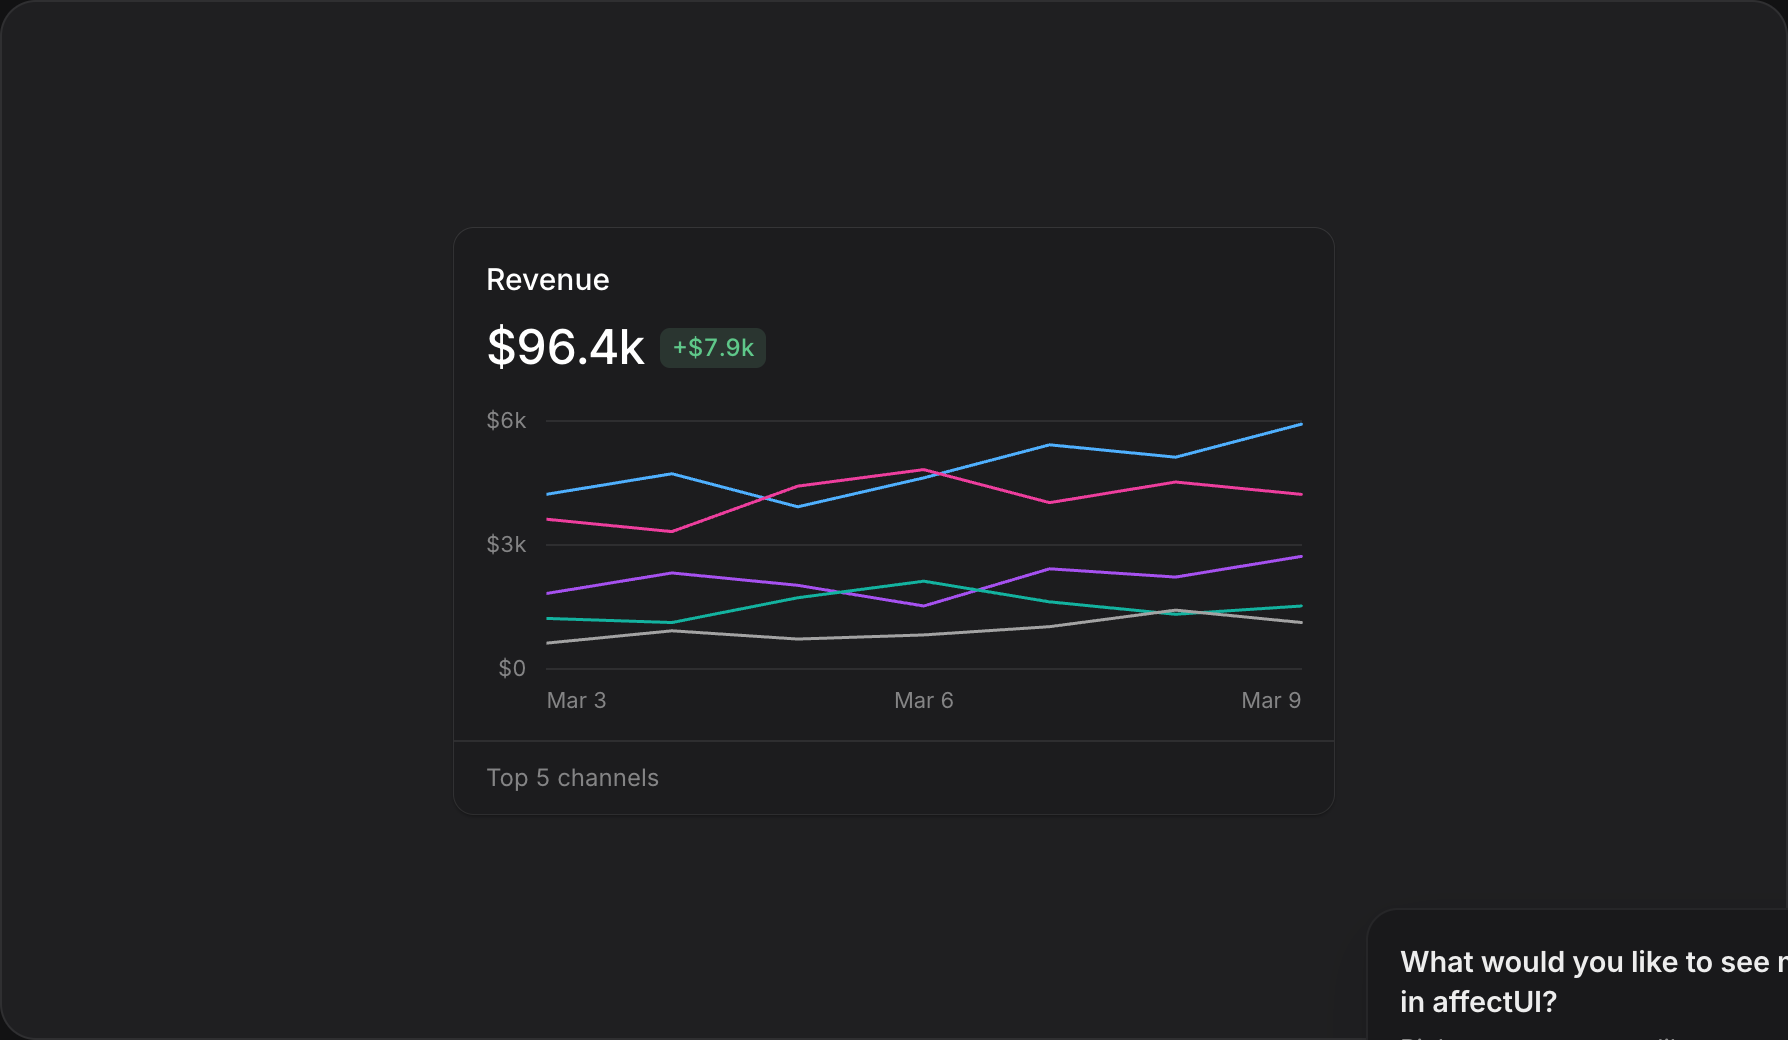 Revenue
$96.4k +$7.9k
$6k
$3k
$0
Mar 3 Mar 6 Mar 9
Top 5 channels
What would you like to see
in affectUI?